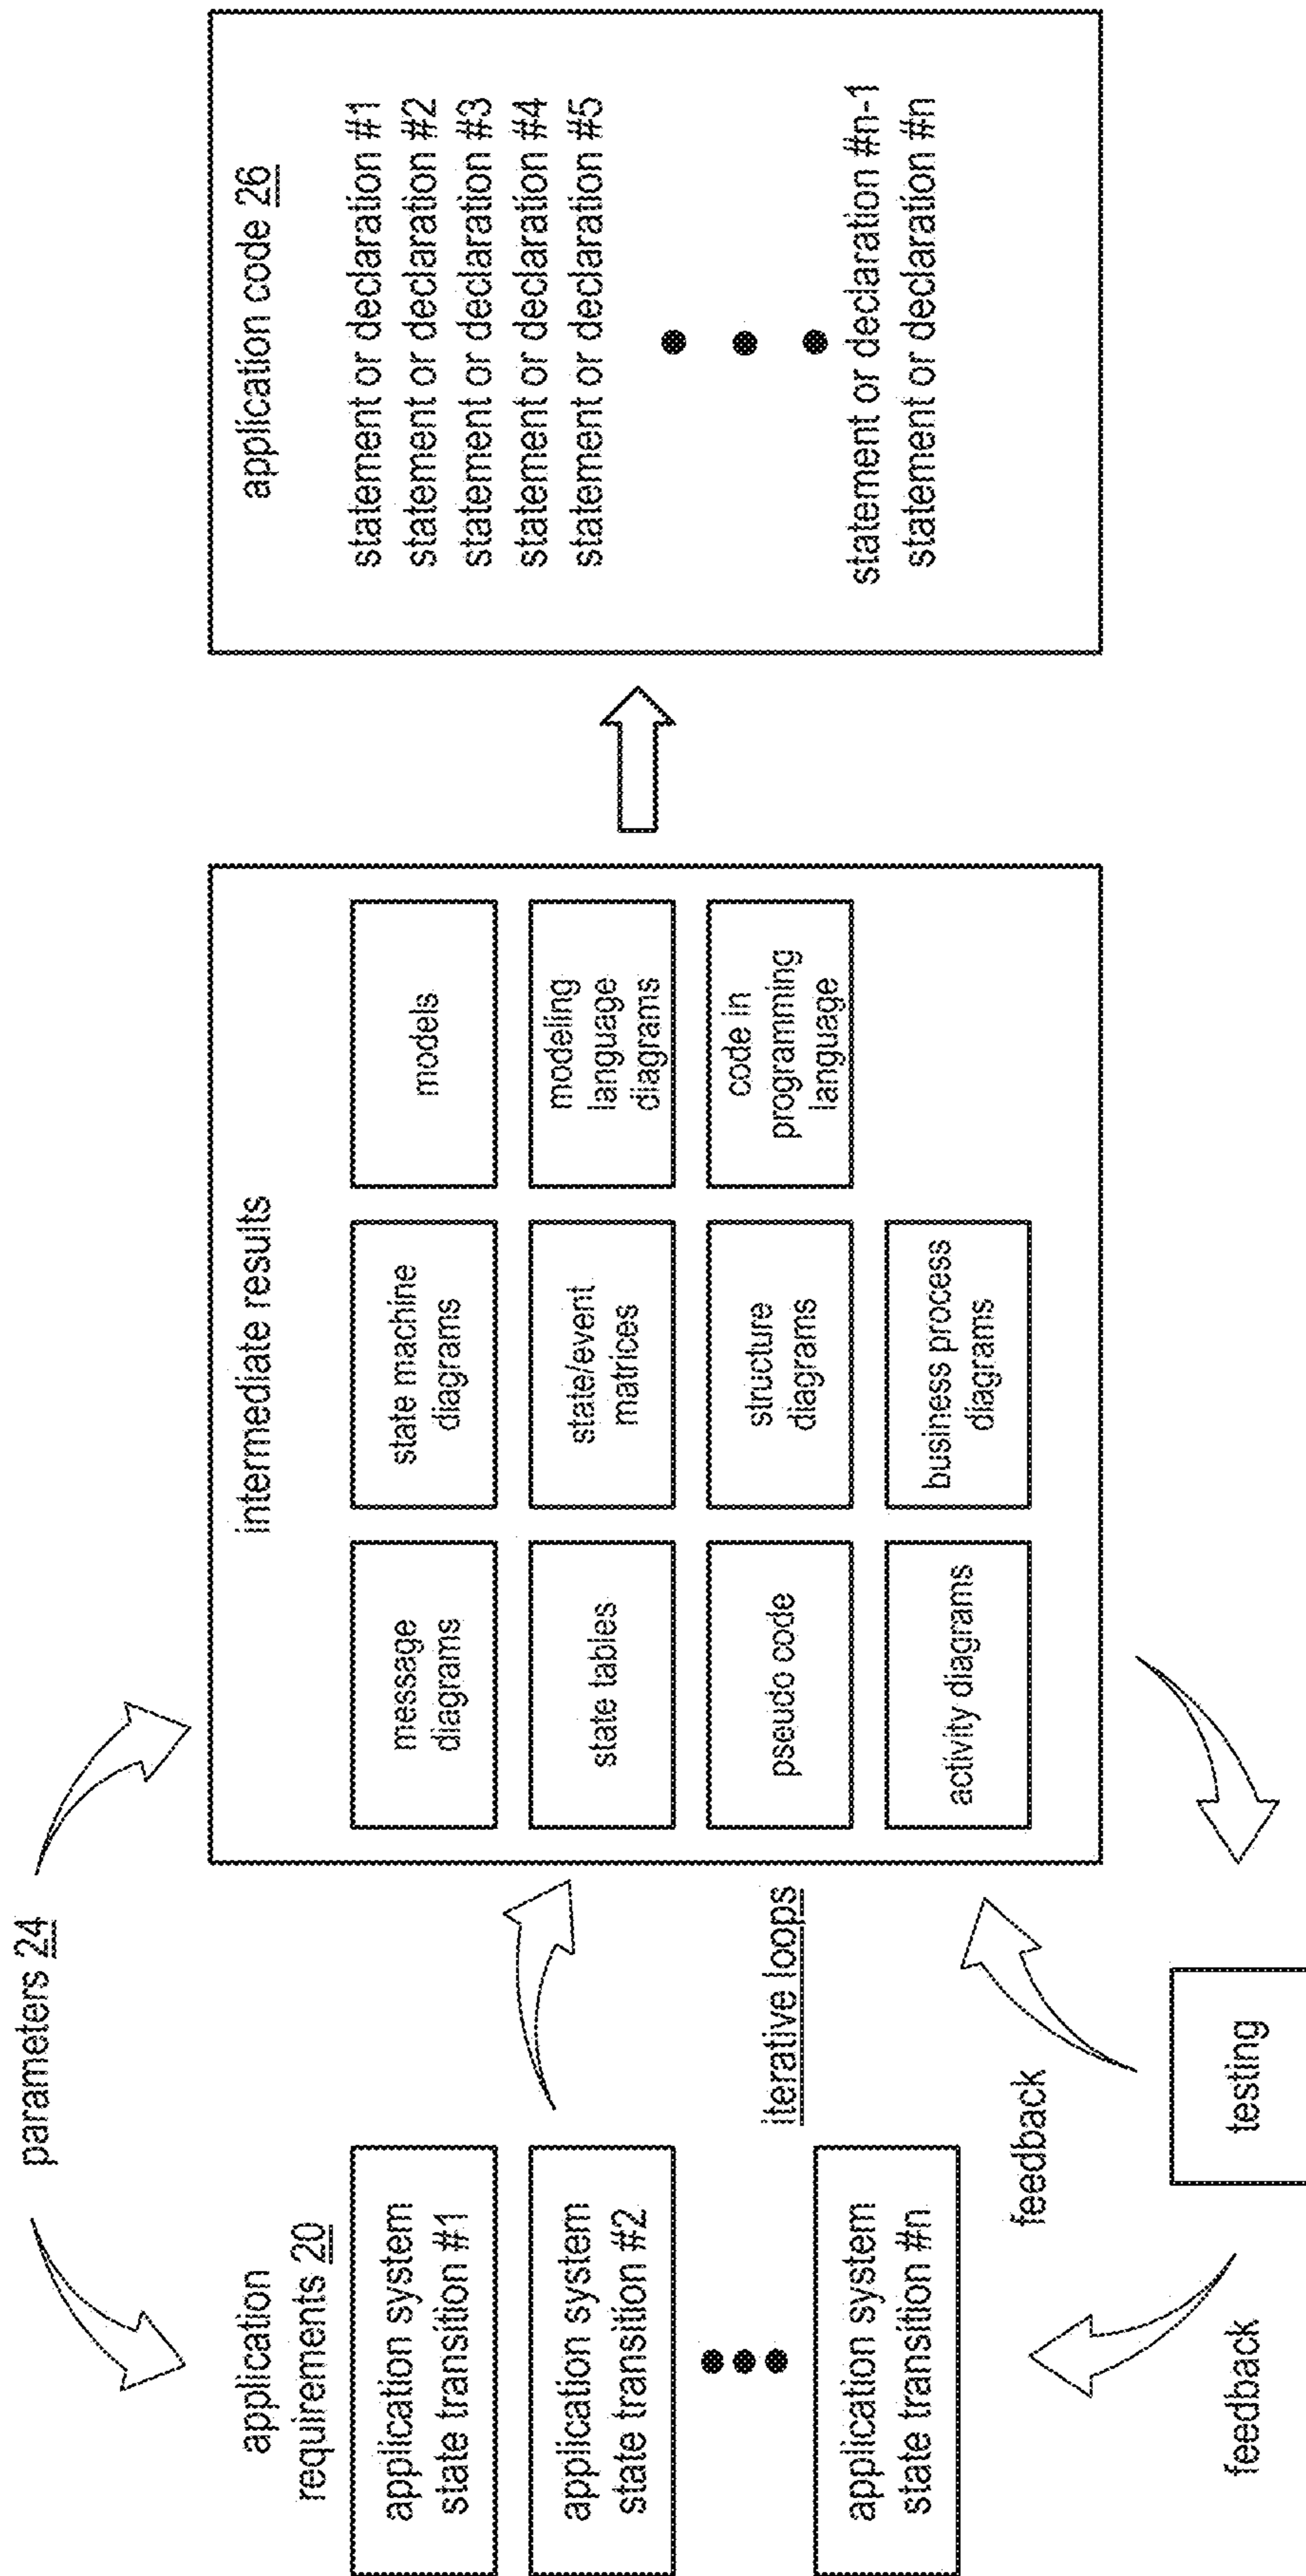 parameters 24
application
requirements 20
application system
state transition #1
application system
state transition #2
application system
state transition #n
iterative loops
feedback
feedback
testing
intermediate results
message
diagrams
state machine
diagrams
models
state tables
state/event
matrices
modeling
language
diagrams
pseudo code
structure
diagrams
code in
programming
language
activity diagrams
business process
diagrams
application code 26
statement or declaration #1
statement or declaration #2
statement or declaration #3
statement or declaration #4
statement or declaration #5
statement or declaration #n-1
statement or declaration #n